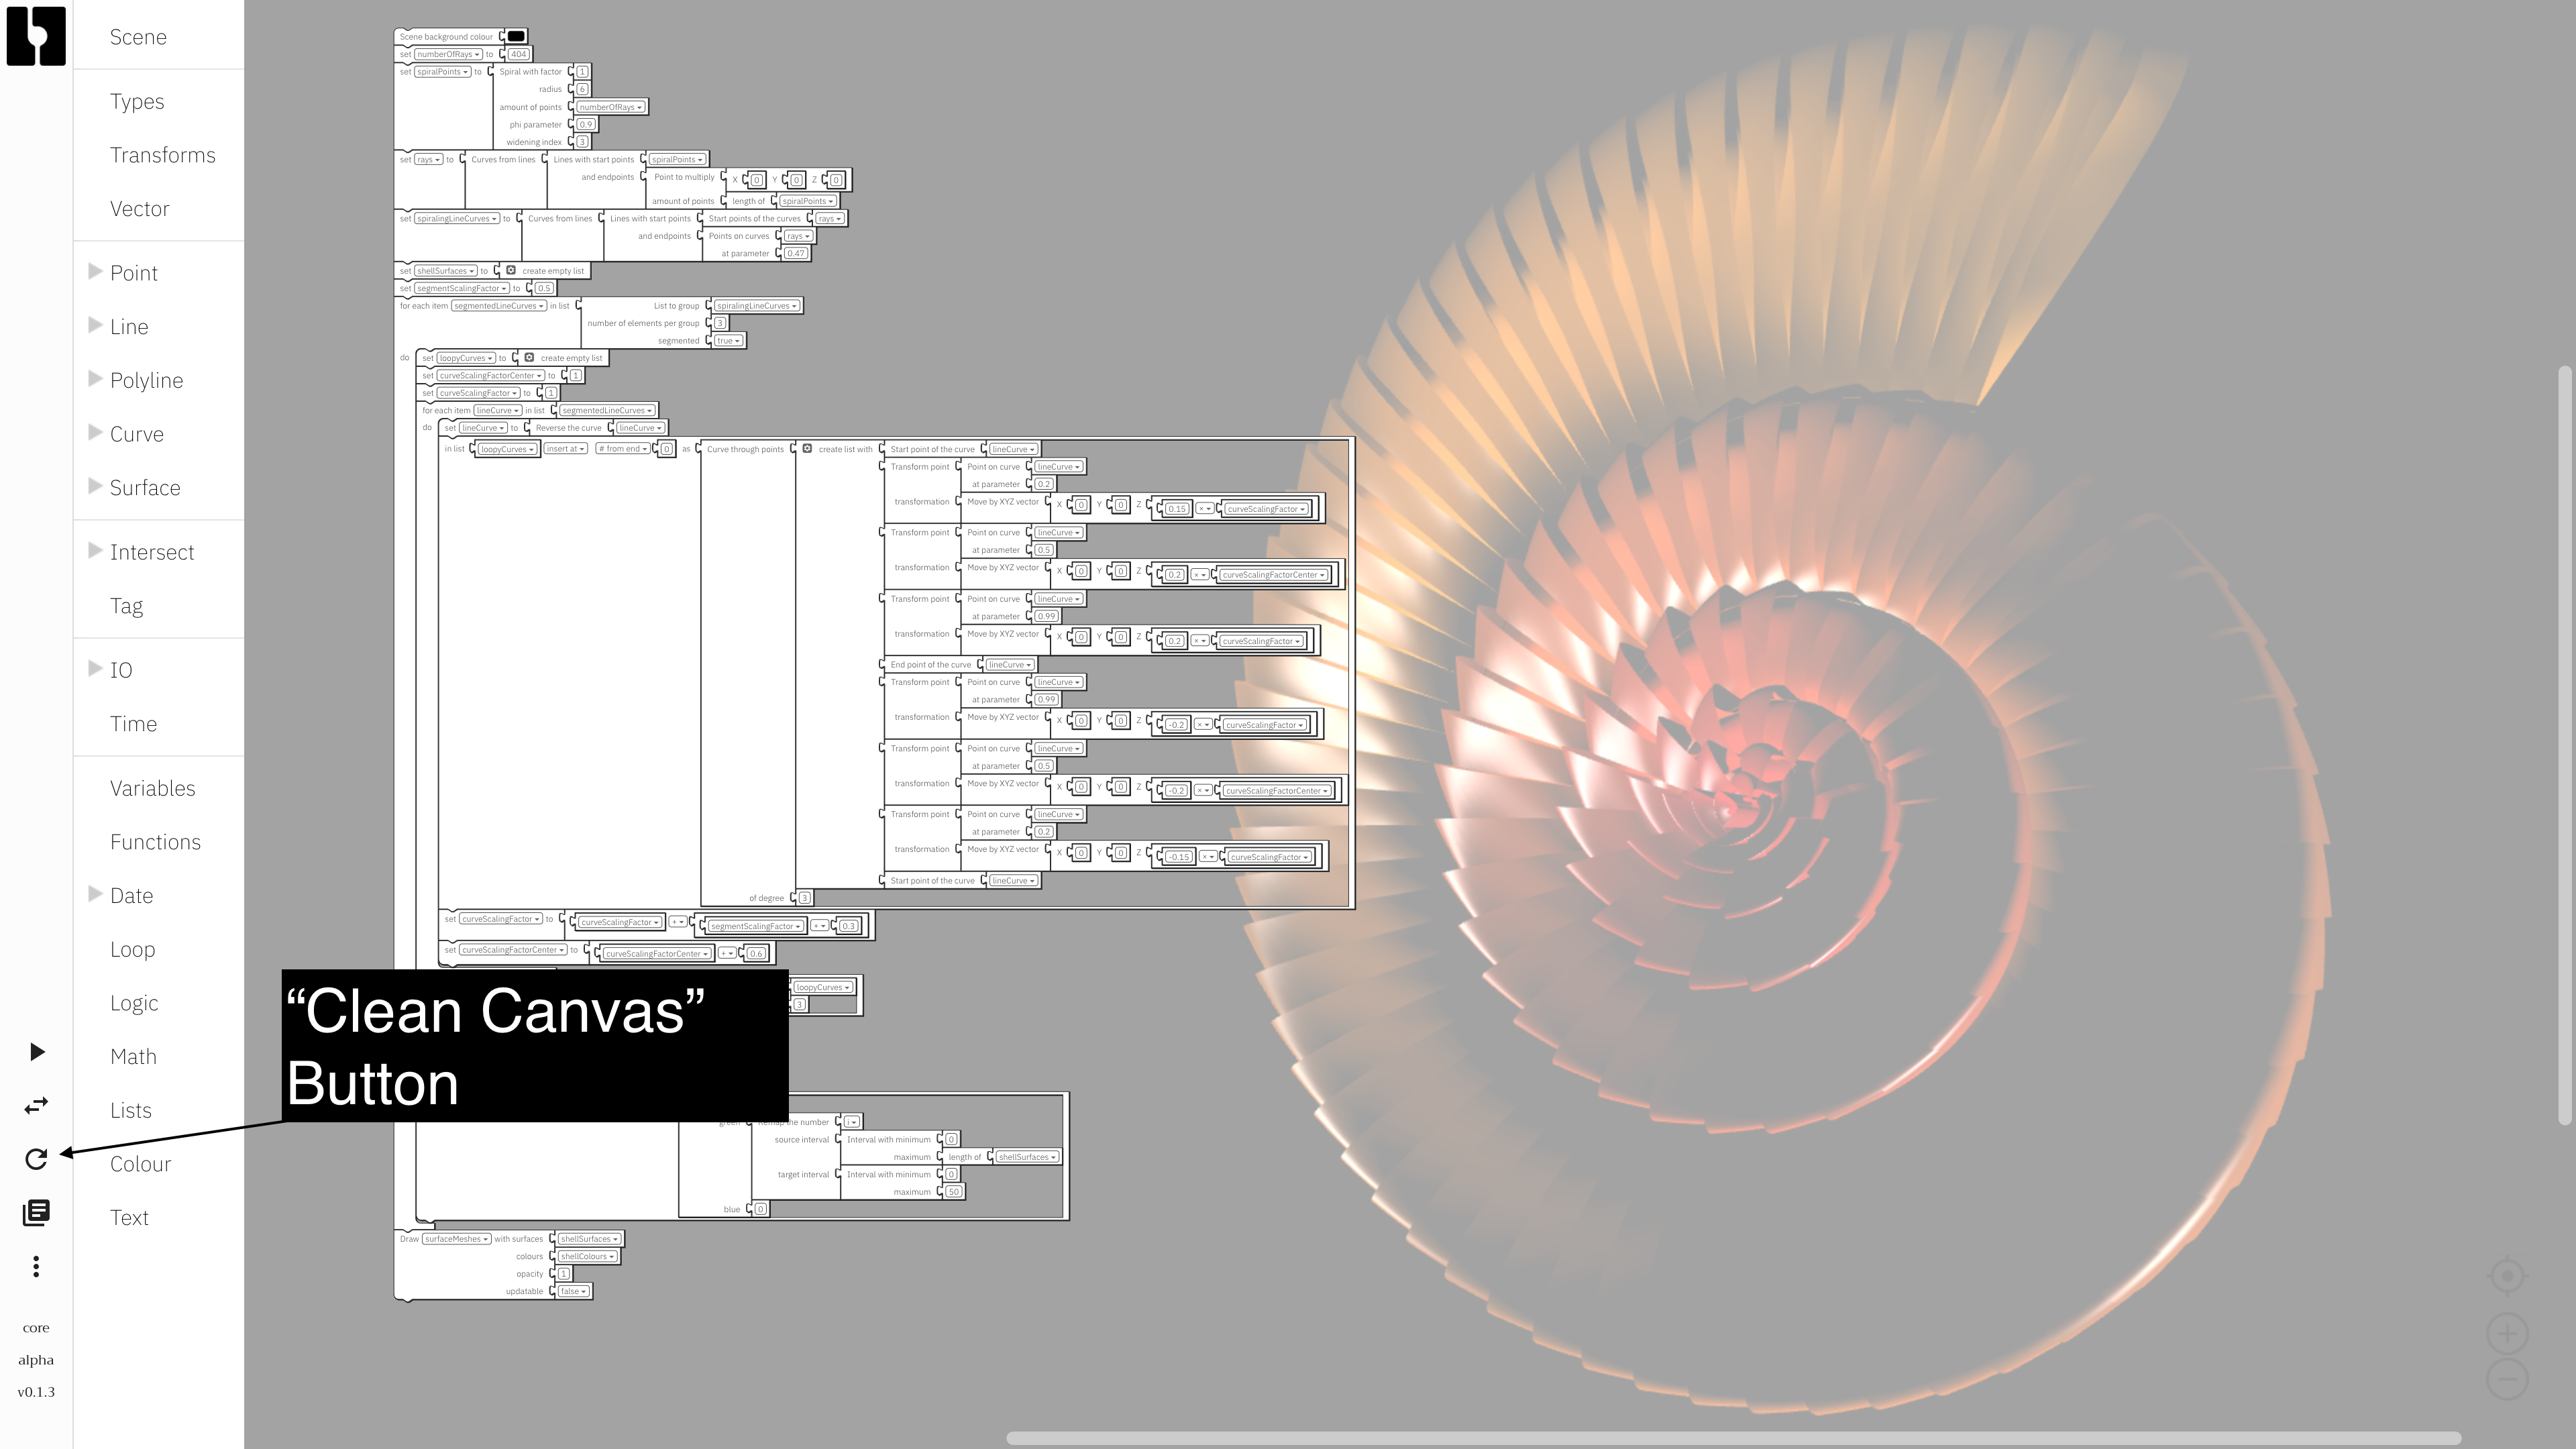 Scene
Types
Transforms
Vector
Point
Line
Polyline
Curve
Surface
Intersect
Tag
IO
Time
Variables
Functions
Date
Loop
Logic
Math
Lists
Colour
Text
core
alpha
v0.1.3
Scene background colour
set numberOfRays to 404
set spiralPoints to Spiral with factor 1
radius 6
amount of points numberOfRays
phi parameter 0.9
widening index 3
set rays to Curves from lines Lines with start points spiralPoints
and endpoints Point to multiply X 0 Y 0 Z 0
amount of points length of spiralPoints
set spiralingLineCurves to Curves from lines Lines with start points Start points of the curves rays
and endpoints Points on curves rays
at parameter 0.47
set shellSurfaces to create empty list
set segmentScalingFactor to 0.5
for each item segmentedLineCurves in list List to group spiralingLineCurves
number of elements per group 3
segmented true
do set loopyCurves to create empty list
set curveScalingFactorCenter to 1
set curveScalingFactor to 1
for each item lineCurve in list segmentedLineCurves
do set lineCurve to Reverse the curve lineCurve
in list loopyCurves insert at # from end 0 as Curve through points create list with Start point of the curve lineCurve
Transform point Point on curve lineCurve
at parameter 0.2
transformation Move by XYZ vector X 0 Y 0 Z 0.15 × curveScalingFactor
Transform point Point on curve lineCurve
at parameter 0.5
transformation Move by XYZ vector X 0 Y 0 Z 0.2 × curveScalingFactorCenter
Transform point Point on curve lineCurve
at parameter 0.99
transformation Move by XYZ vector X 0 Y 0 Z 0.2 × curveScalingFactor
End point of the curve lineCurve
Transform point Point on curve lineCurve
at parameter 0.99
transformation Move by XYZ vector X 0 Y 0 Z -0.2 × curveScalingFactor
Transform point Point on curve lineCurve
at parameter 0.5
transformation Move by XYZ vector X 0 Y 0 Z -0.2 × curveScalingFactorCenter
Transform point Point on curve lineCurve
at parameter 0.2
transformation Move by XYZ vector X 0 Y 0 Z -0.15 × curveScalingFactor
Start point of the curve lineCurve
of degree 3
set curveScalingFactor to curveScalingFactor + segmentScalingFactor + 0.3
set curveScalingFactorCenter to curveScalingFactorCenter + 0.6
loopyCurves
3
“Clean Canvas”
Button
number i
source interval Interval with minimum 0
maximum length of shellSurfaces
target interval Interval with minimum 0
maximum 50
blue 0
Draw surfaceMeshes with surfaces shellSurfaces
colours shellColours
opacity 1
updatable false